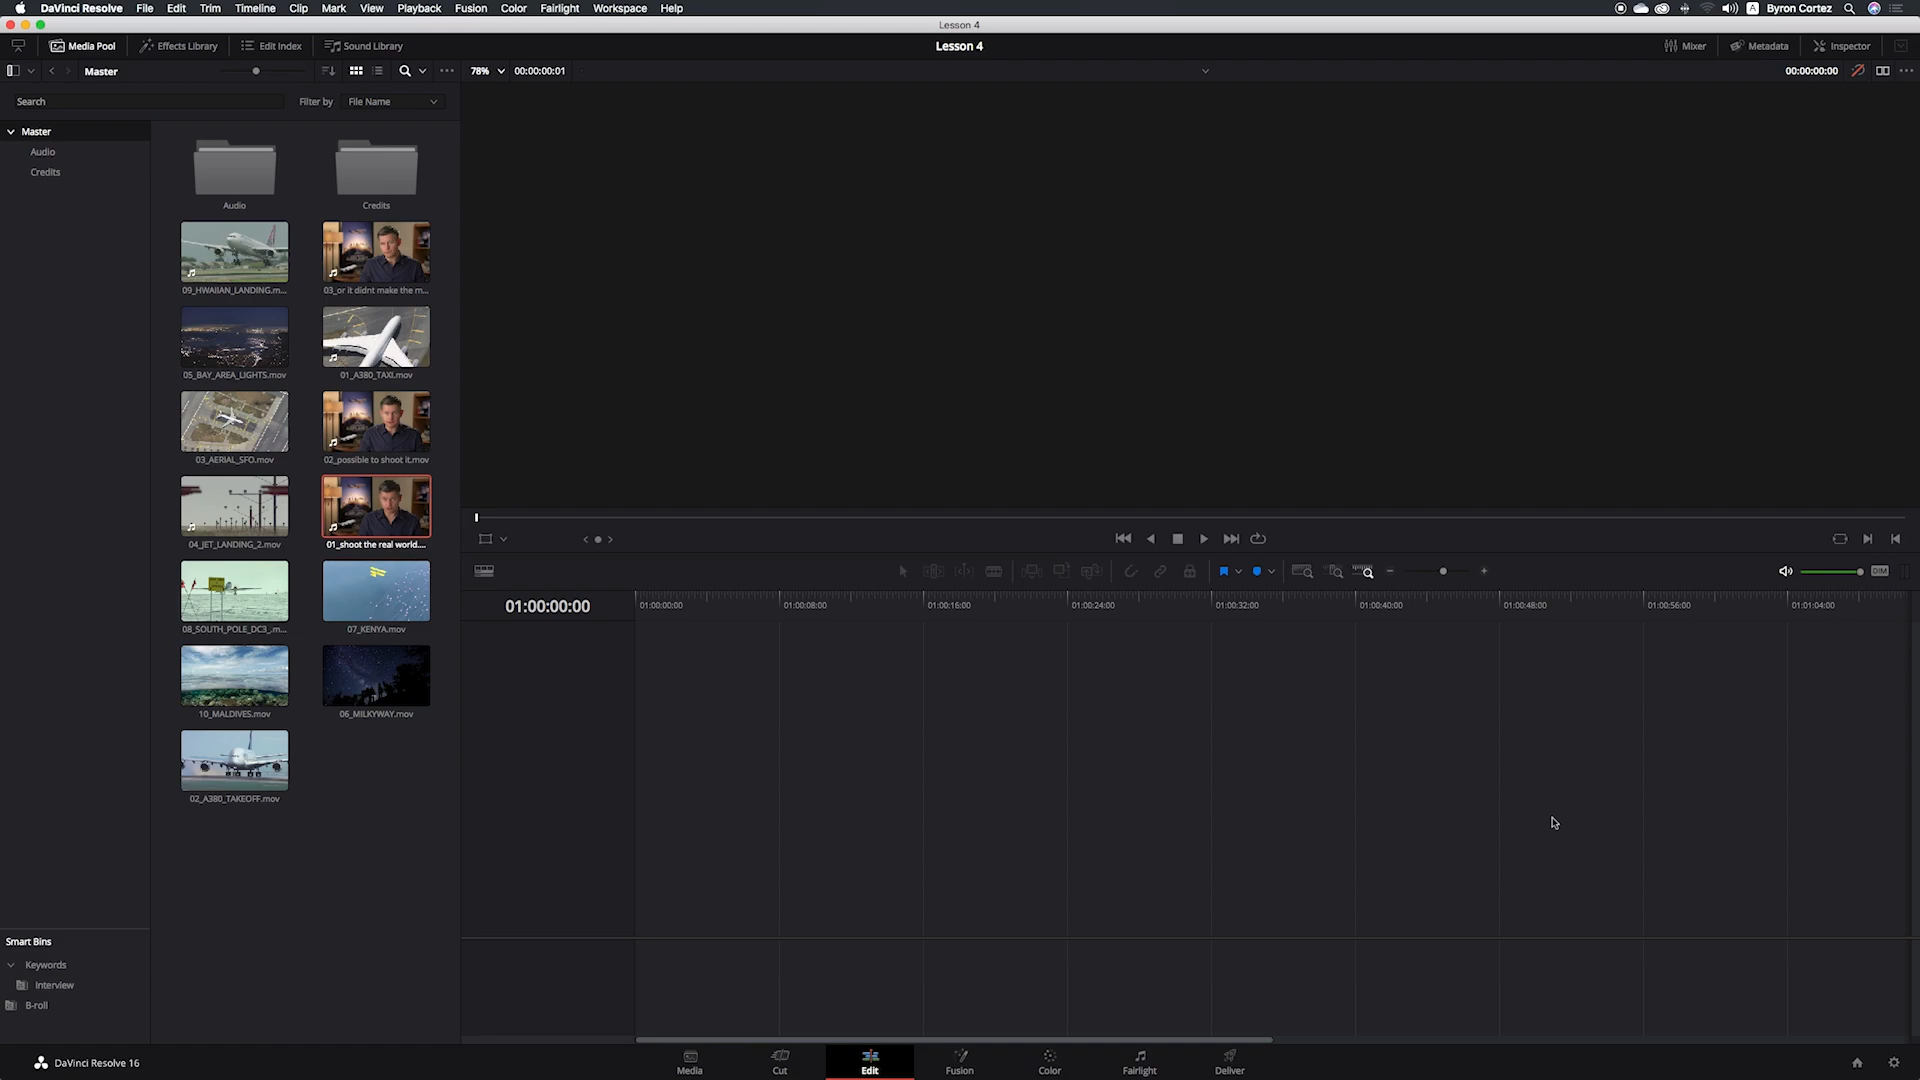 DaVinci Resolve File Edit Trim Timeline Clip Mark View Playback Fusion Color Fairlight Workspace Help A Byron Cortez
Lesson 4
Media Pool Effects Library Edit Index Sound Library Lesson 4 Mixer Metadata Inspector
Master 78% 00:00:00:01 00:00:00:00
Search Filter by File Name
Master
Audio
Credits
Audio Credits
09_HWAIIAN_LANDING.m... 03_or it didnt make the m...
05_BAY_AREA_LIGHTS.mov 01_A380_TAXI.mov
03_AERIAL_SFO.mov 02_possible to shoot it.mov
04_JET_LANDING_2.mov 01_shoot the real world....
08_SOUTH_POLE_DC3_.m... 07_KENYA.mov
10_MALDIVES.mov 06_MILKYWAY.mov
02_A380_TAKEOFF.mov
DIM
01:00:00:00 01:00:00:00 01:00:08:00 01:00:16:00 01:00:24:00 01:00:32:00 01:00:40:00 01:00:48:00 01:00:56:00 01:01:04:00
Smart Bins
Keywords
Interview
B-roll
DaVinci Resolve 16 Media Cut Edit Fusion Color Fairlight Deliver